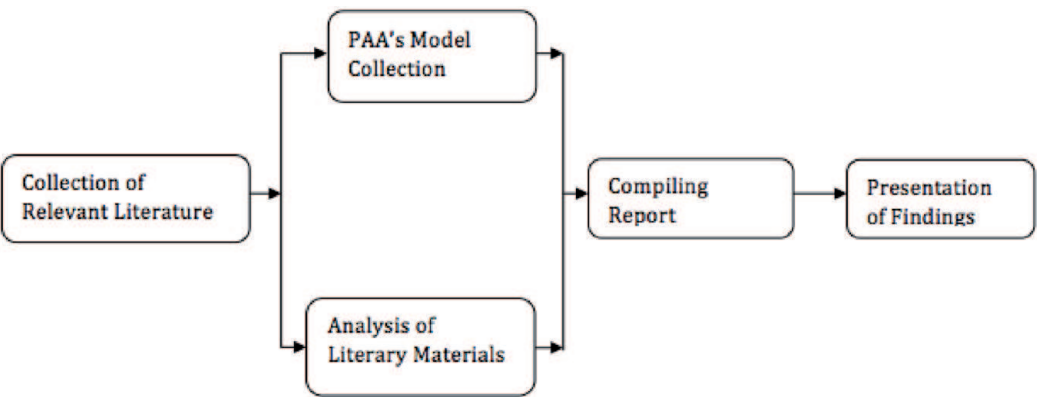 PAA's Model
Collection
Collection of
Relevant Literature
Compiling
Report
Presentation
of Findings
Analysis of
Literary Materials